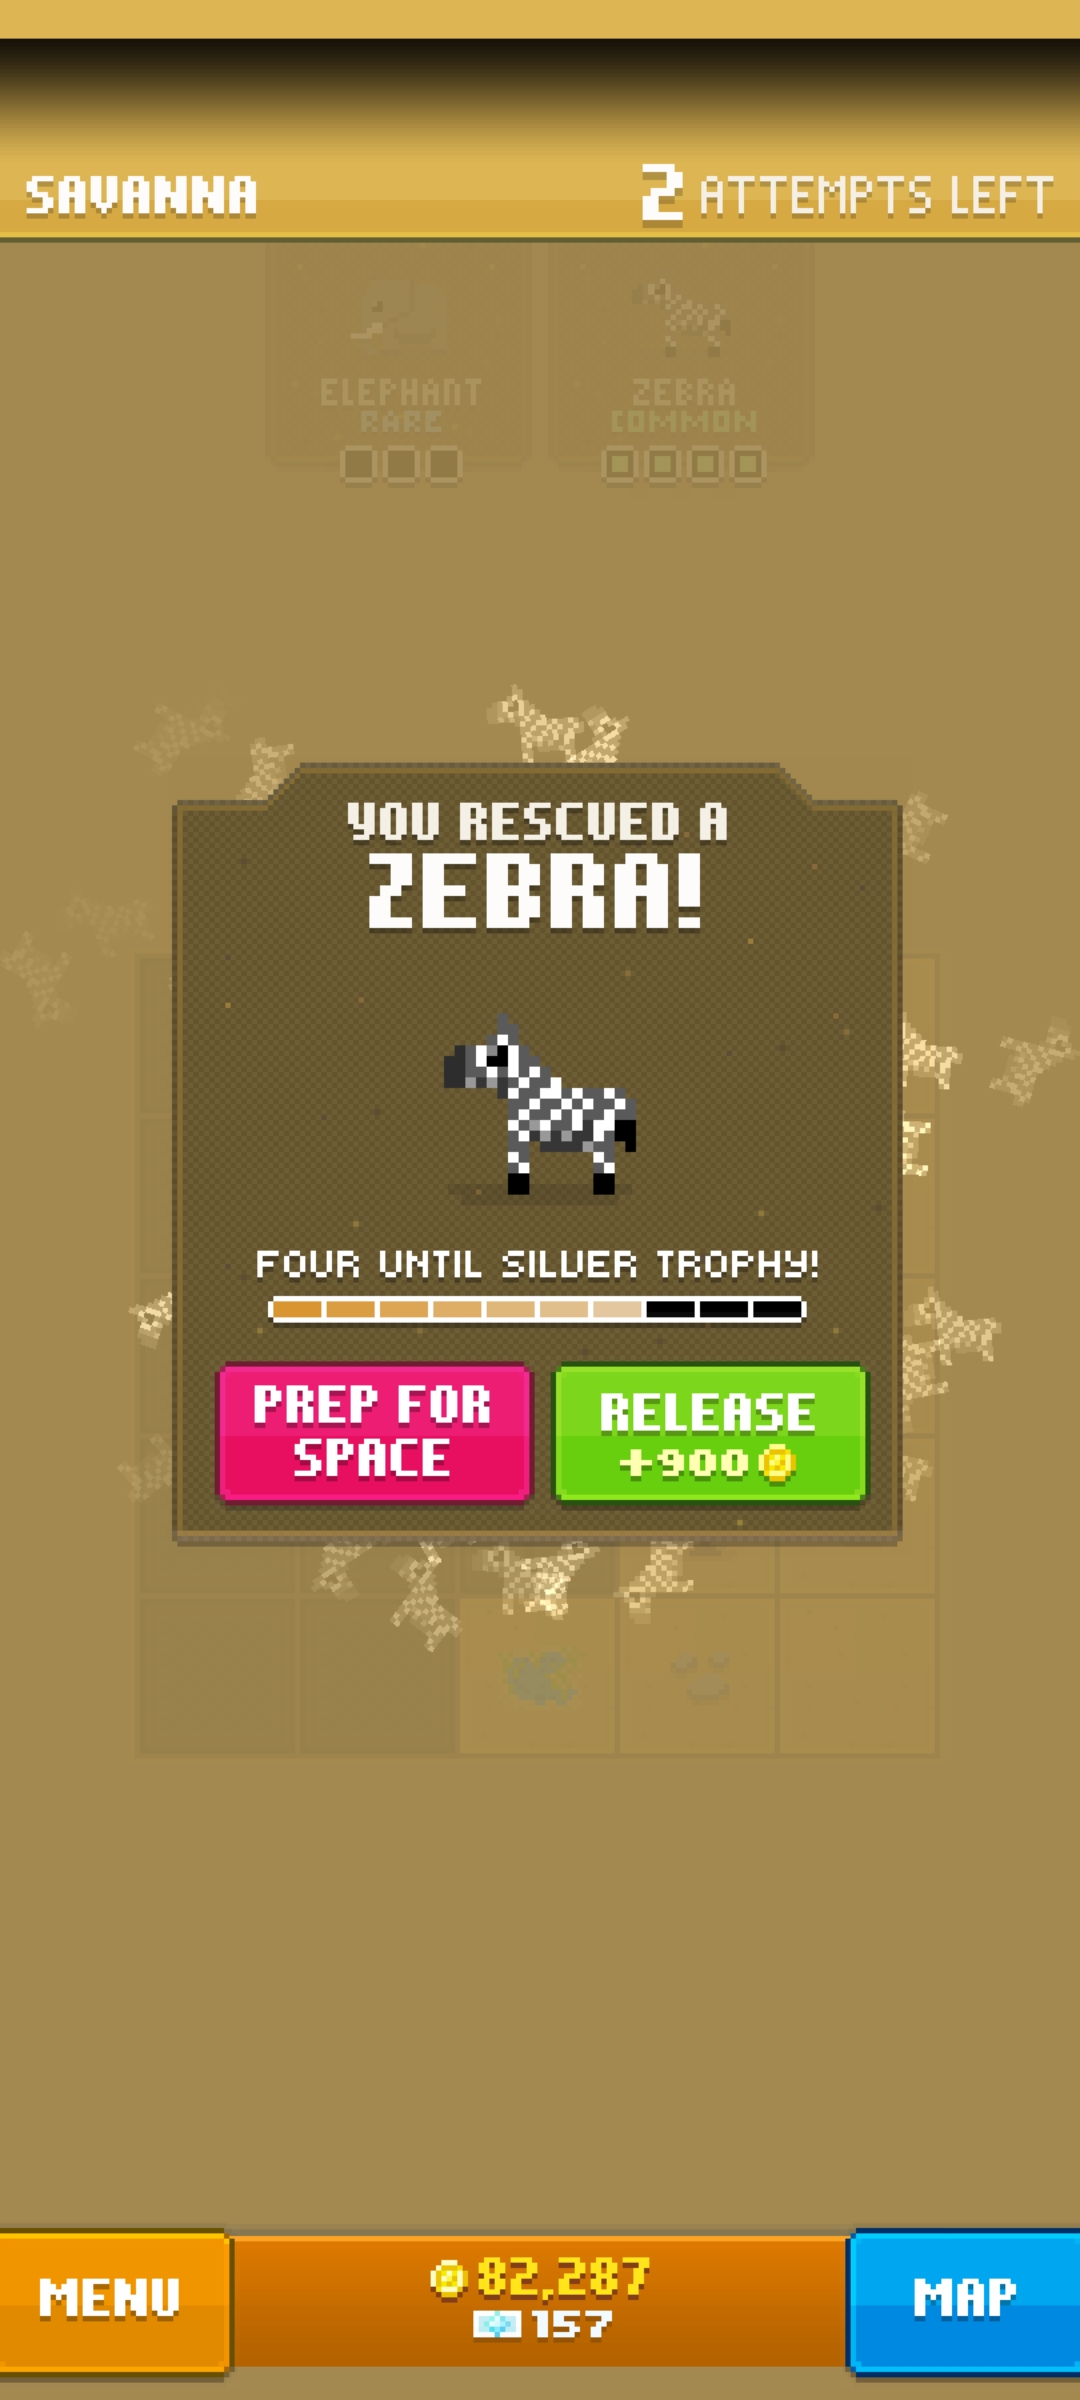 SAVANNA
2 ATTEMPTS LEFT
ELEPHANT
RARE
ZEBRA
COMMON
YOU RESCUED A
ZEBRA!
FOUR UNTIL SILVER TROPHY!
PREP FOR
SPACE
RELEASE
+900
MENU
82,287
157
MAP